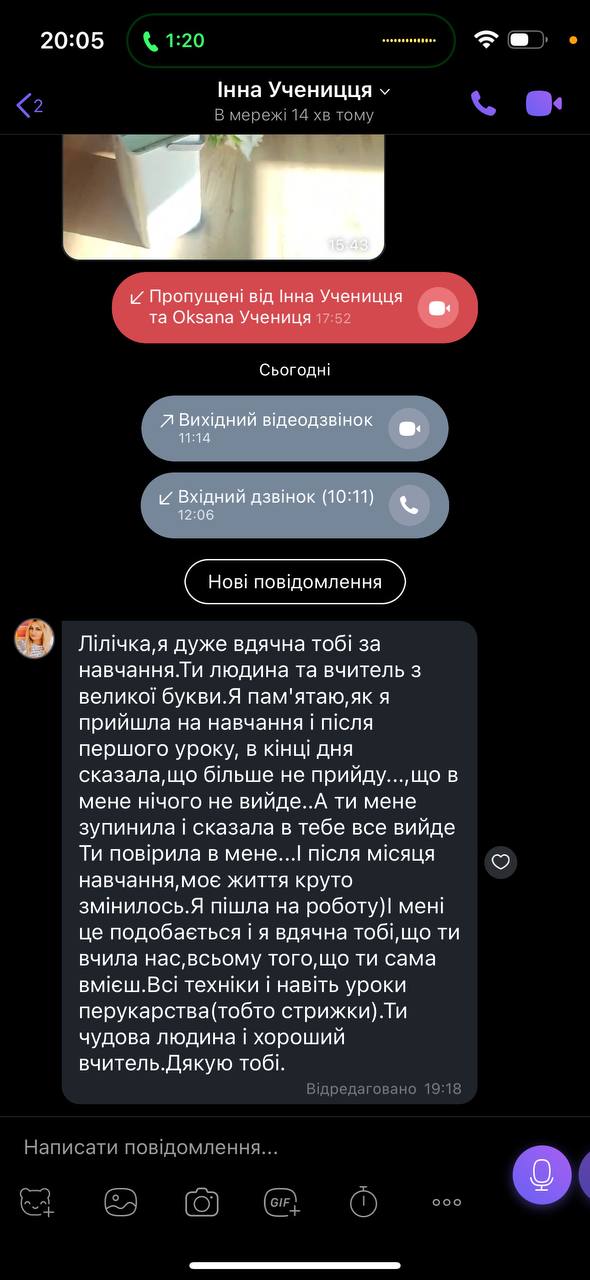 20:05
1:20
2
Інна Учениця
В мережі 14 хв тому
15:43
Пропущені від Інна Учениця
та Oksana Учениця 17:52
Сьогодні
Вихідний відеодзвінок
11:14
Вхідний дзвінок (10:11)
12:06
Нові повідомлення
Лілічка,я дуже вдячна тобі за
навчання.Ти людина та вчитель з
великої букви.Я пам'ятаю,як я
прийшла на навчання і після
першого уроку, в кінці дня
сказала,що більше не прийду...,що в
мене нічого не вийде..А ти мене
зупинила і сказала в тебе все вийде
Ти повірила в мене...І після місяця
навчання,моє життя круто
змінилось.Я пішла на роботу)І мені
це подобається і я вдячна тобі,що ти
вчила нас,всьому того,що ти сама
вмієш.Всі техніки і навіть уроки
перукарства(тобто стрижки).Ти
чудова людина і хороший
вчитель.Дякую тобі.
Відредаговано 19:18
Написати повідомлення...
GIF